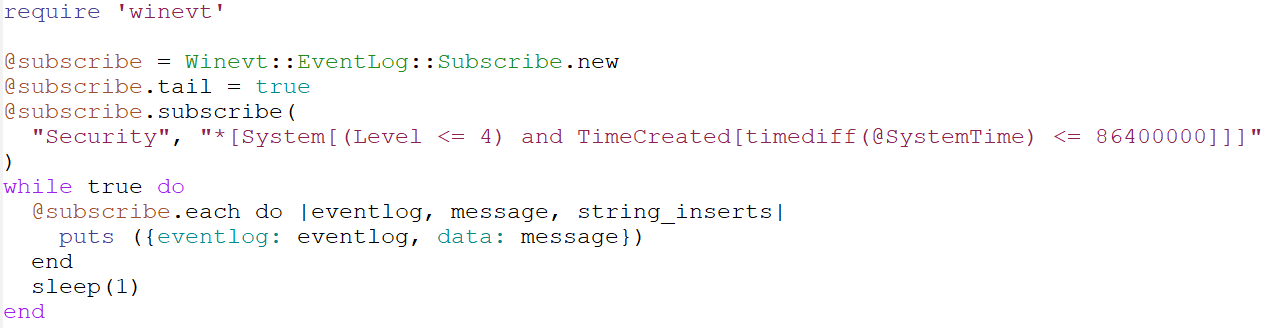 require 'winevt'

@subscribe = Winevt::EventLog::Subscribe.new
@subscribe.tail = true
@subscribe.subscribe(
  "Security", "*[System[(Level <= 4) and TimeCreated[timediff(@SystemTime) <= 86400000]]]"
)
while true do
  @subscribe.each do |eventlog, message, string_inserts|
    puts ({eventlog: eventlog, data: message})
  end
  sleep(1)
end